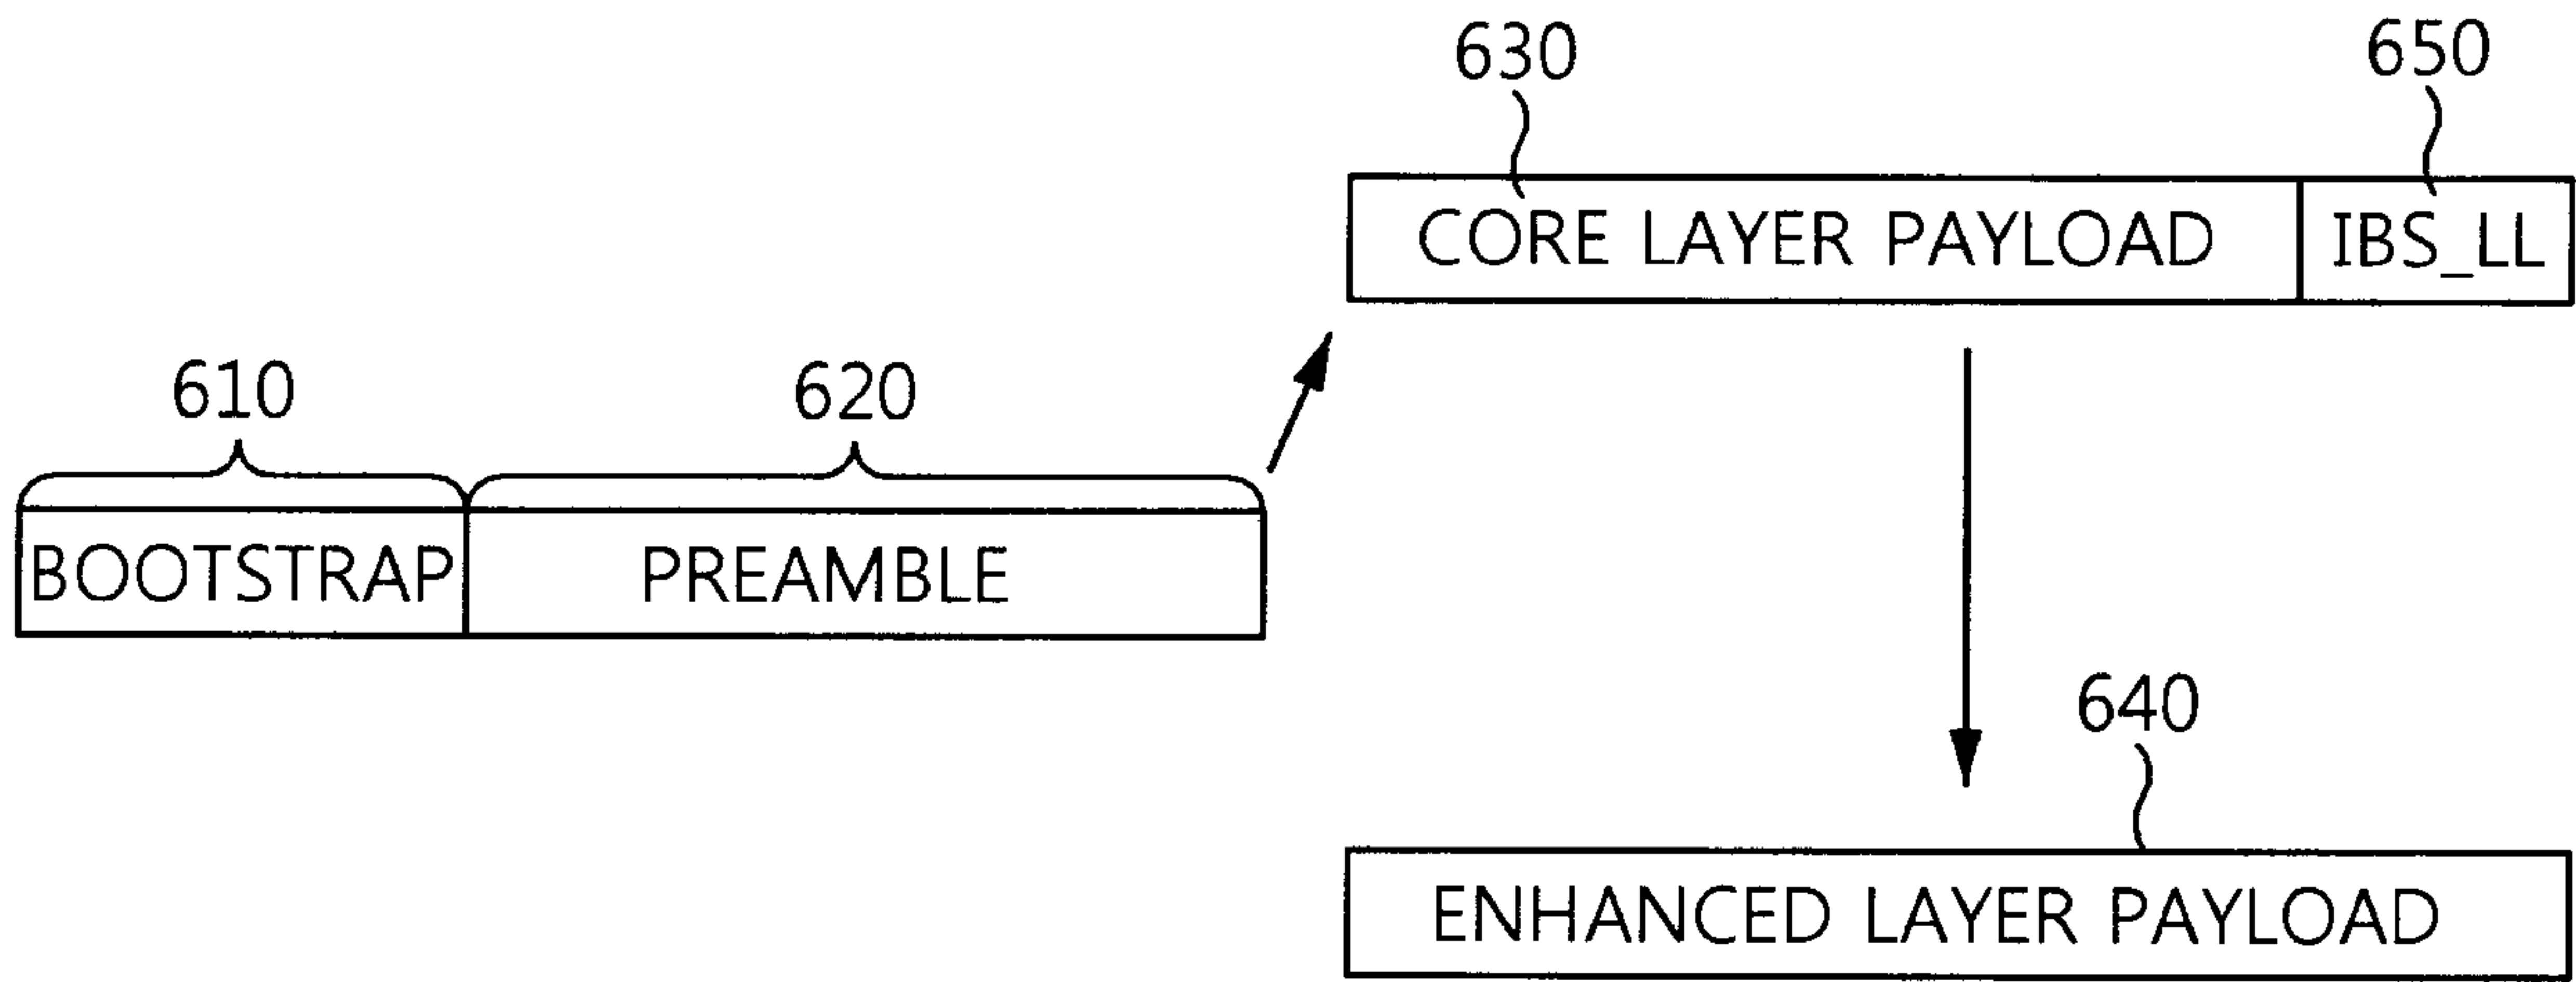 630 650
CORE LAYER PAYLOAD IBS_LL
610 620
BOOTSTRAP PREAMBLE
640
ENHANCED LAYER PAYLOAD